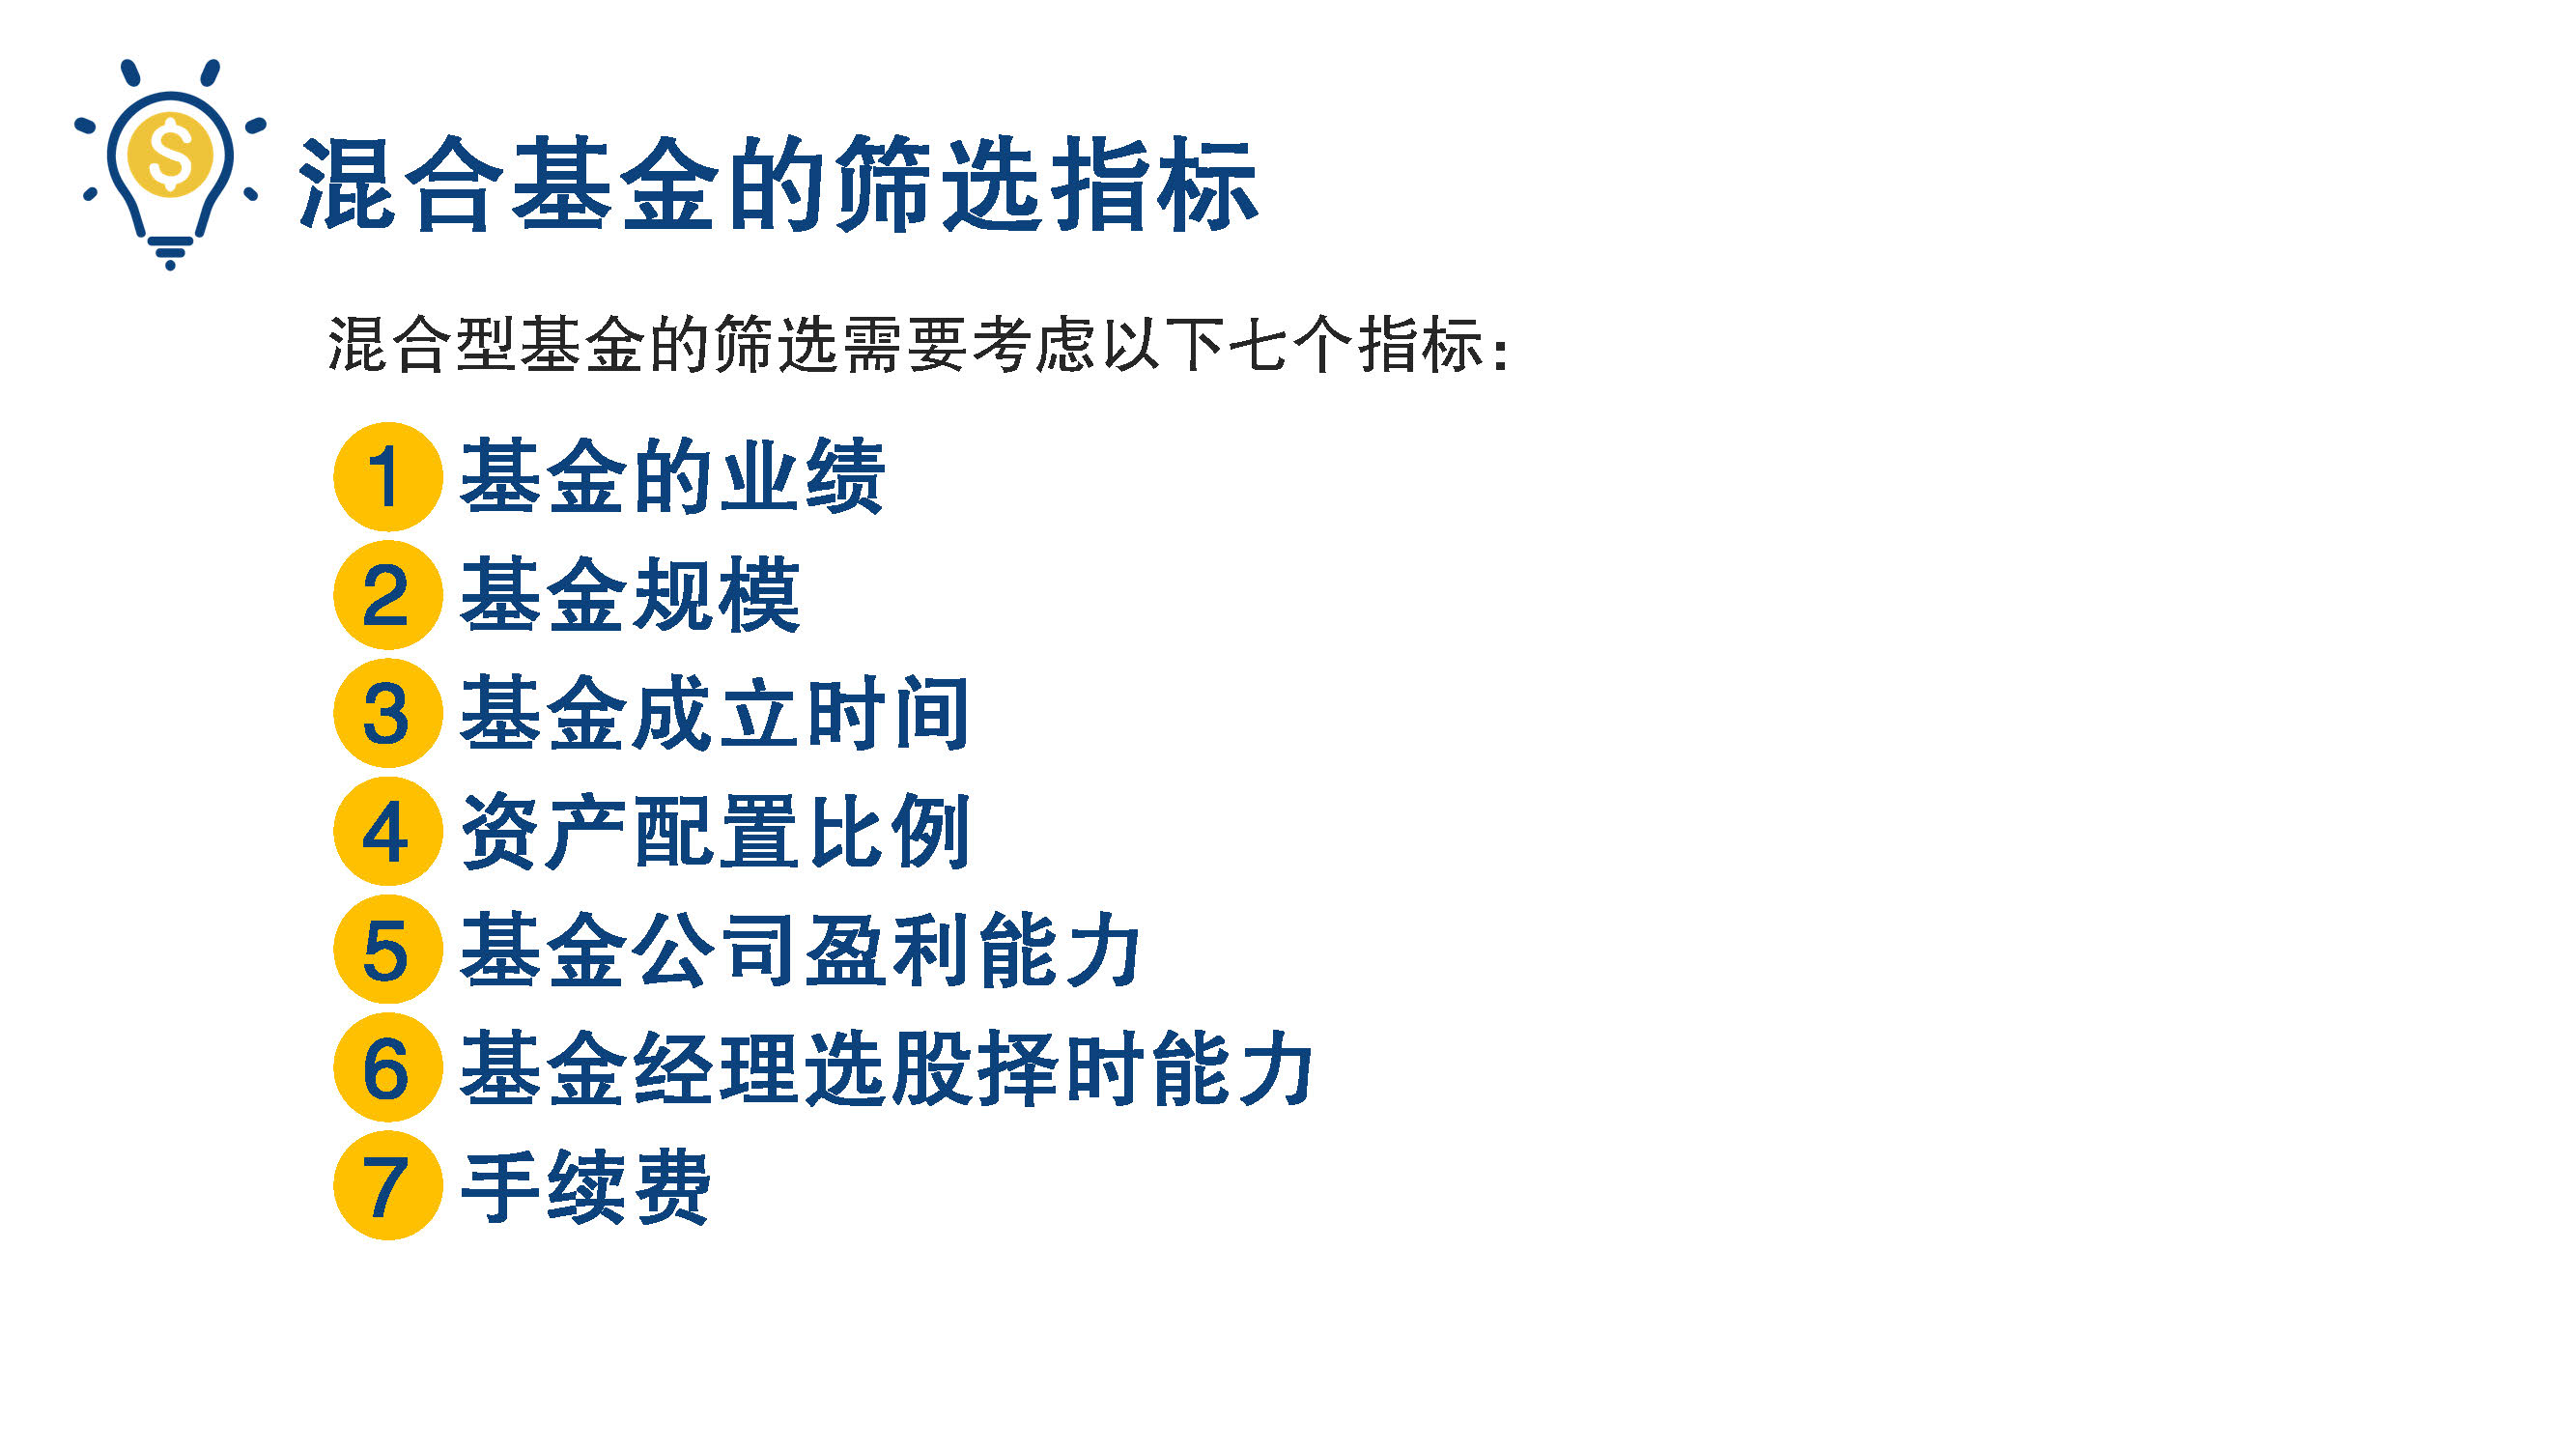 混合基金的筛选指标
混合型基金的筛选需要考虑以下七个指标：
1 基金的业绩
2 基金规模
3 基金成立时间
4 资产配置比例
5 基金公司盈利能力
6 基金经理选股择时能力
7 手续费